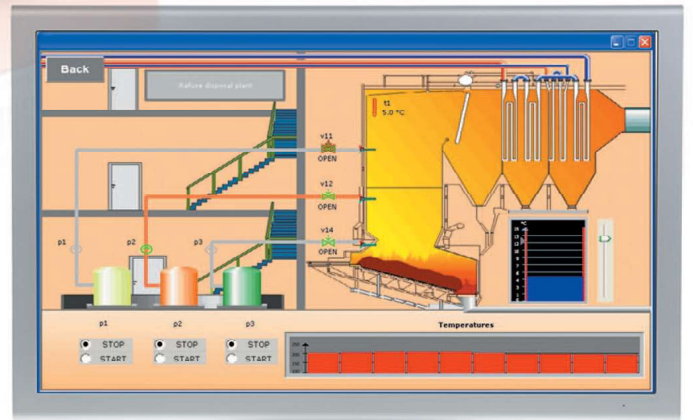 Back
Refuse disposal plant
t1
5.0 °C
v11
OPEN
v12
OPEN
p1 p2 p3
v14
OPEN
°C
p1 p2 p3
Temperatures
STOP STOP STOP
START START START